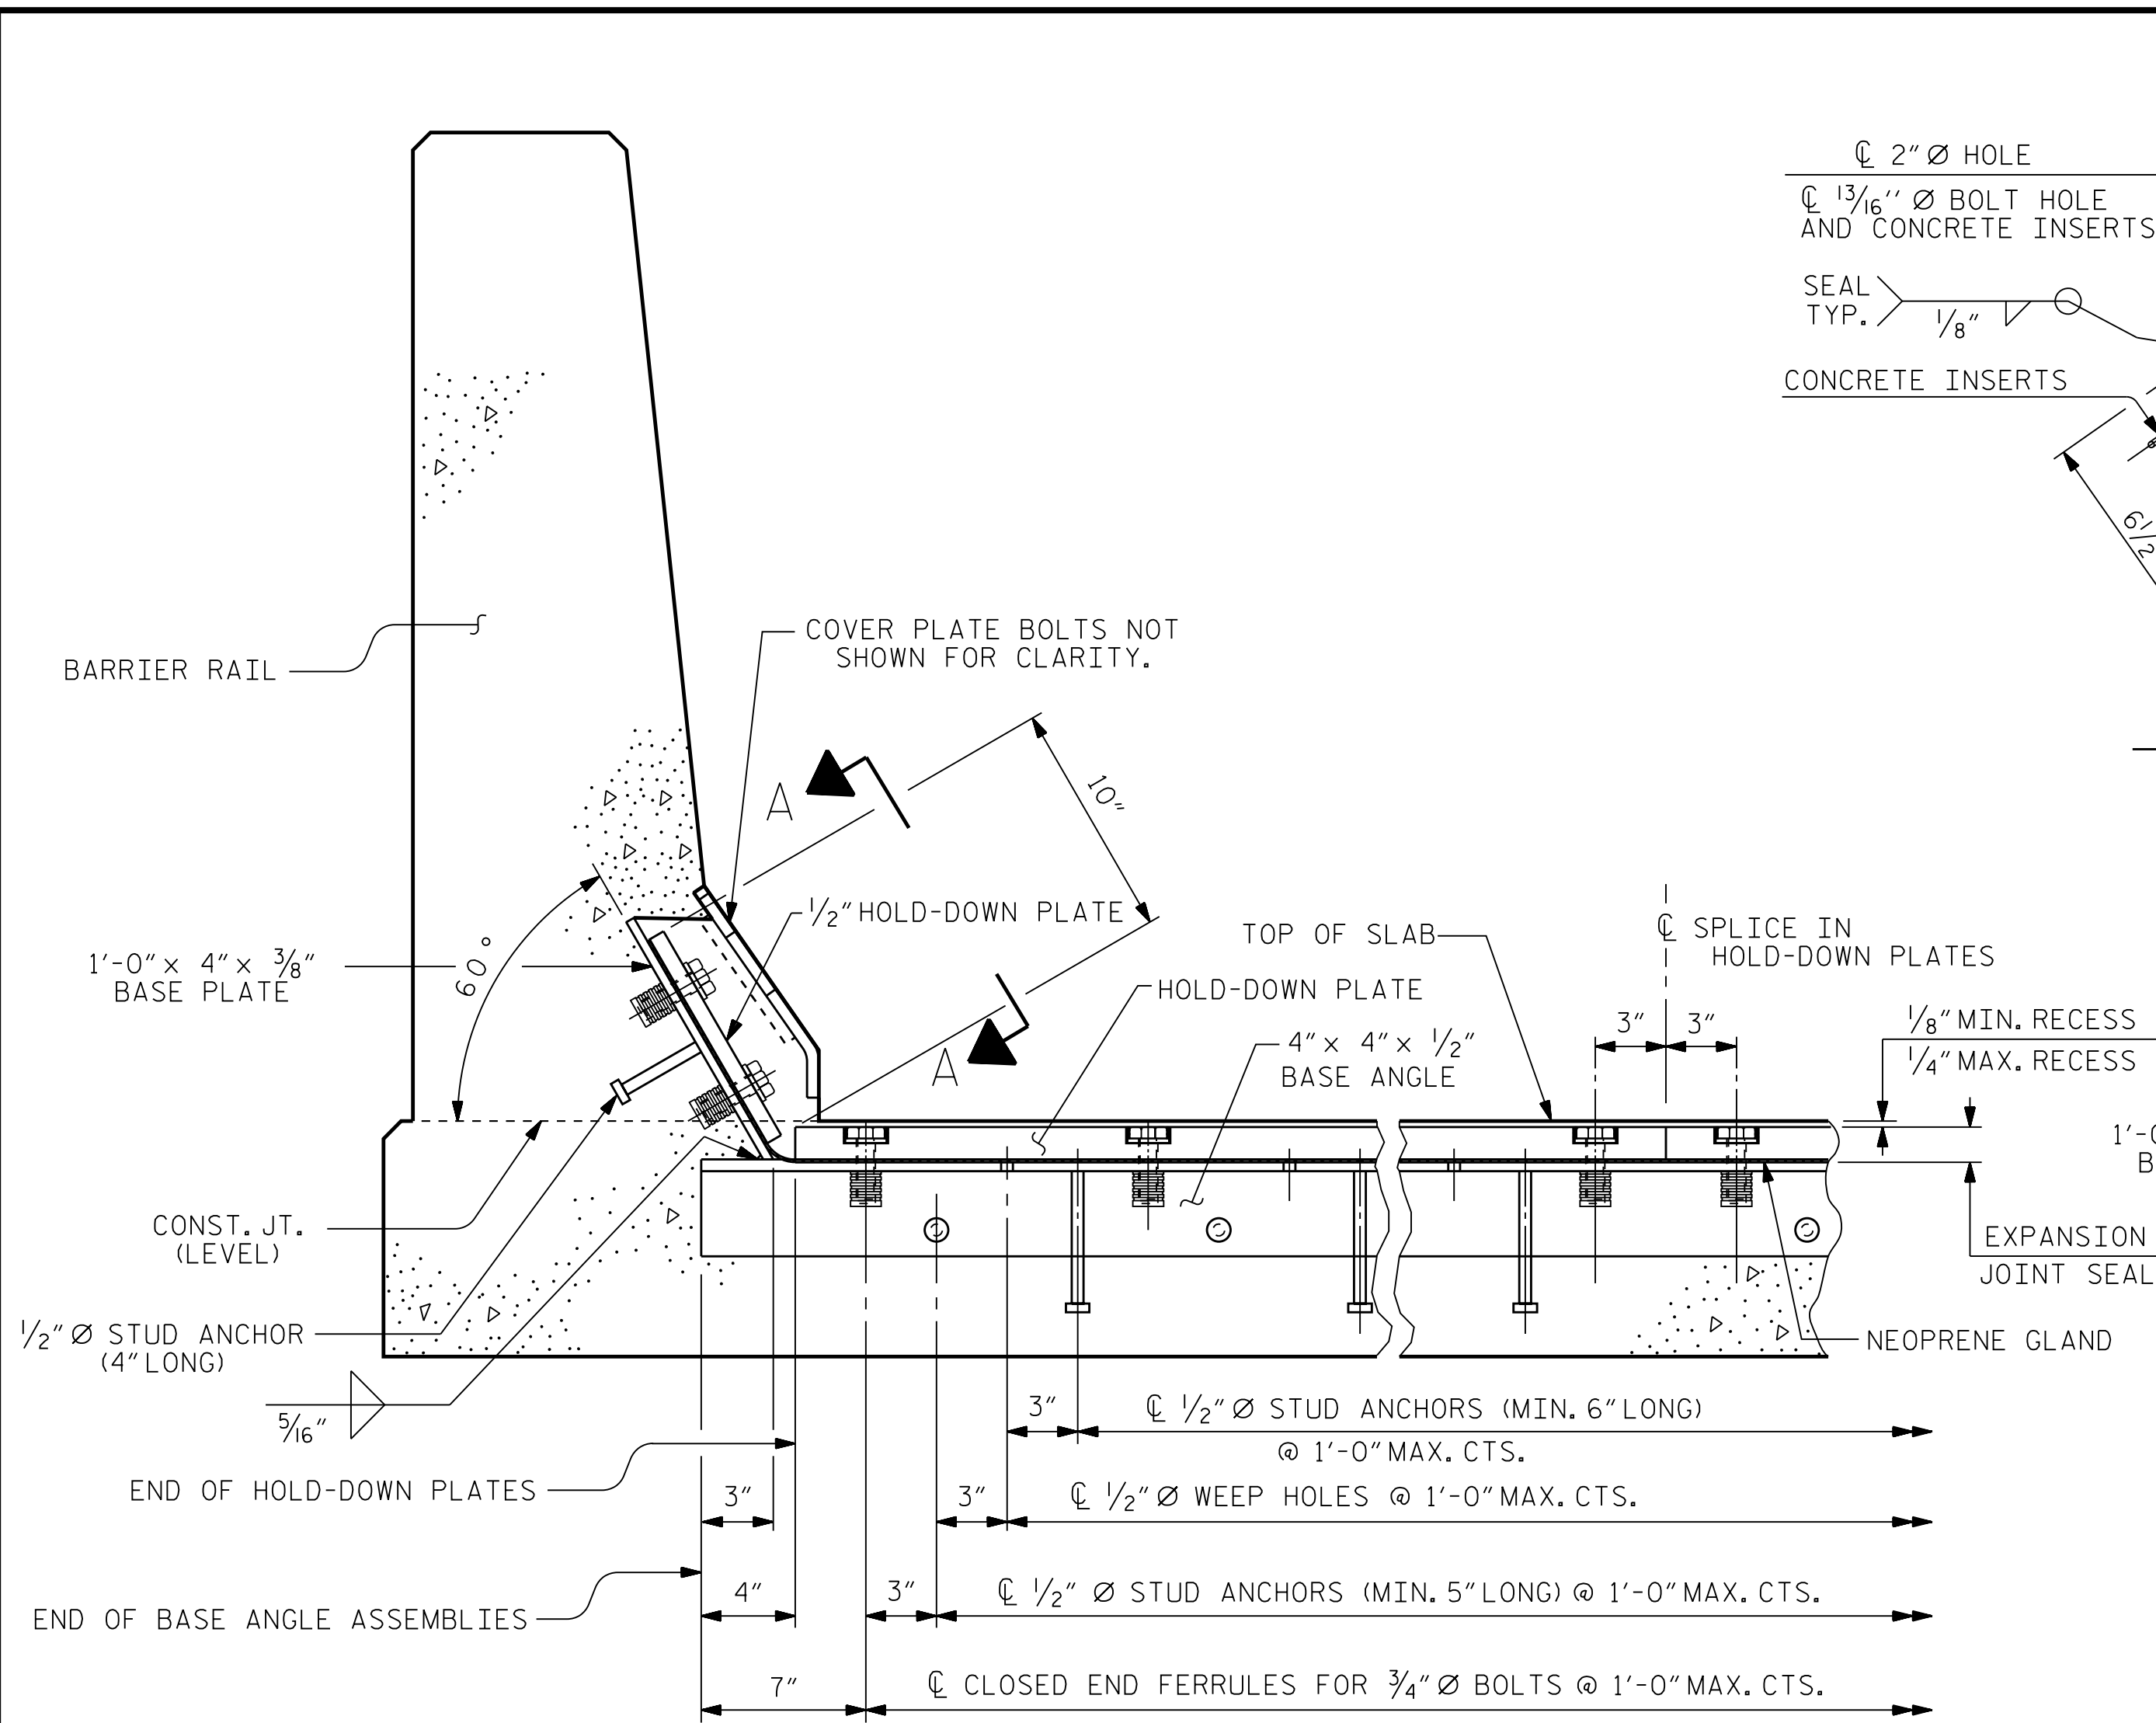 ℄ 2"Ø HOLE
℄ 13/16'' Ø BOLT HOLE
AND CONCRETE INSERTS
SEAL
TYP.
1/8"
CONCRETE INSERTS
6 1/2
BARRIER RAIL
COVER PLATE BOLTS NOT
SHOWN FOR CLARITY.
A
10"
1/2" HOLD-DOWN PLATE
1'-0" x 4" x 3/8"
BASE PLATE
60°
TOP OF SLAB
℄ SPLICE IN
HOLD-DOWN PLATES
HOLD-DOWN PLATE
4" x 4" x 1/2"
BASE ANGLE
A
3"
3"
1/8" MIN. RECESS
1/4" MAX. RECESS
EXPANSION
JOINT SEAL
CONST. JT.
(LEVEL)
1/2" Ø STUD ANCHOR
(4" LONG)
5/16"
NEOPRENE GLAND
3"
℄ 1/2" Ø STUD ANCHORS (MIN. 6" LONG)
@ 1'-0" MAX. CTS.
END OF HOLD-DOWN PLATES
3"
3"
℄ 1/2" Ø WEEP HOLES @ 1'-0" MAX. CTS.
END OF BASE ANGLE ASSEMBLIES
4"
3"
℄ 1/2" Ø STUD ANCHORS (MIN. 5" LONG) @ 1'-0" MAX. CTS.
7"
℄ CLOSED END FERRULES FOR 3/4" Ø BOLTS @ 1'-0" MAX. CTS.